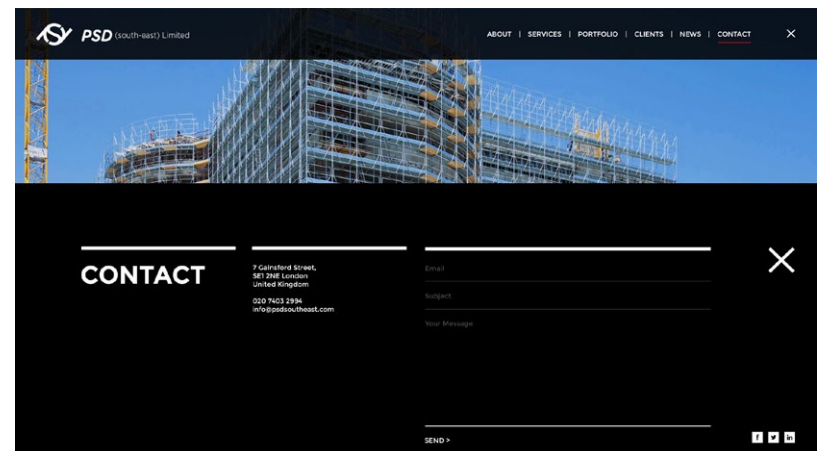 PSD (south-east) Limited
ABOUT | SERVICES | PORTFOLIO | CLIENTS | NEWS | CONTACT
CONTACT
7 Gainsford Street,
SE1 2NE London
United Kingdom
020 7403 2994
info@psdsoutheast.com
Email
Subject
Your Message
SEND >